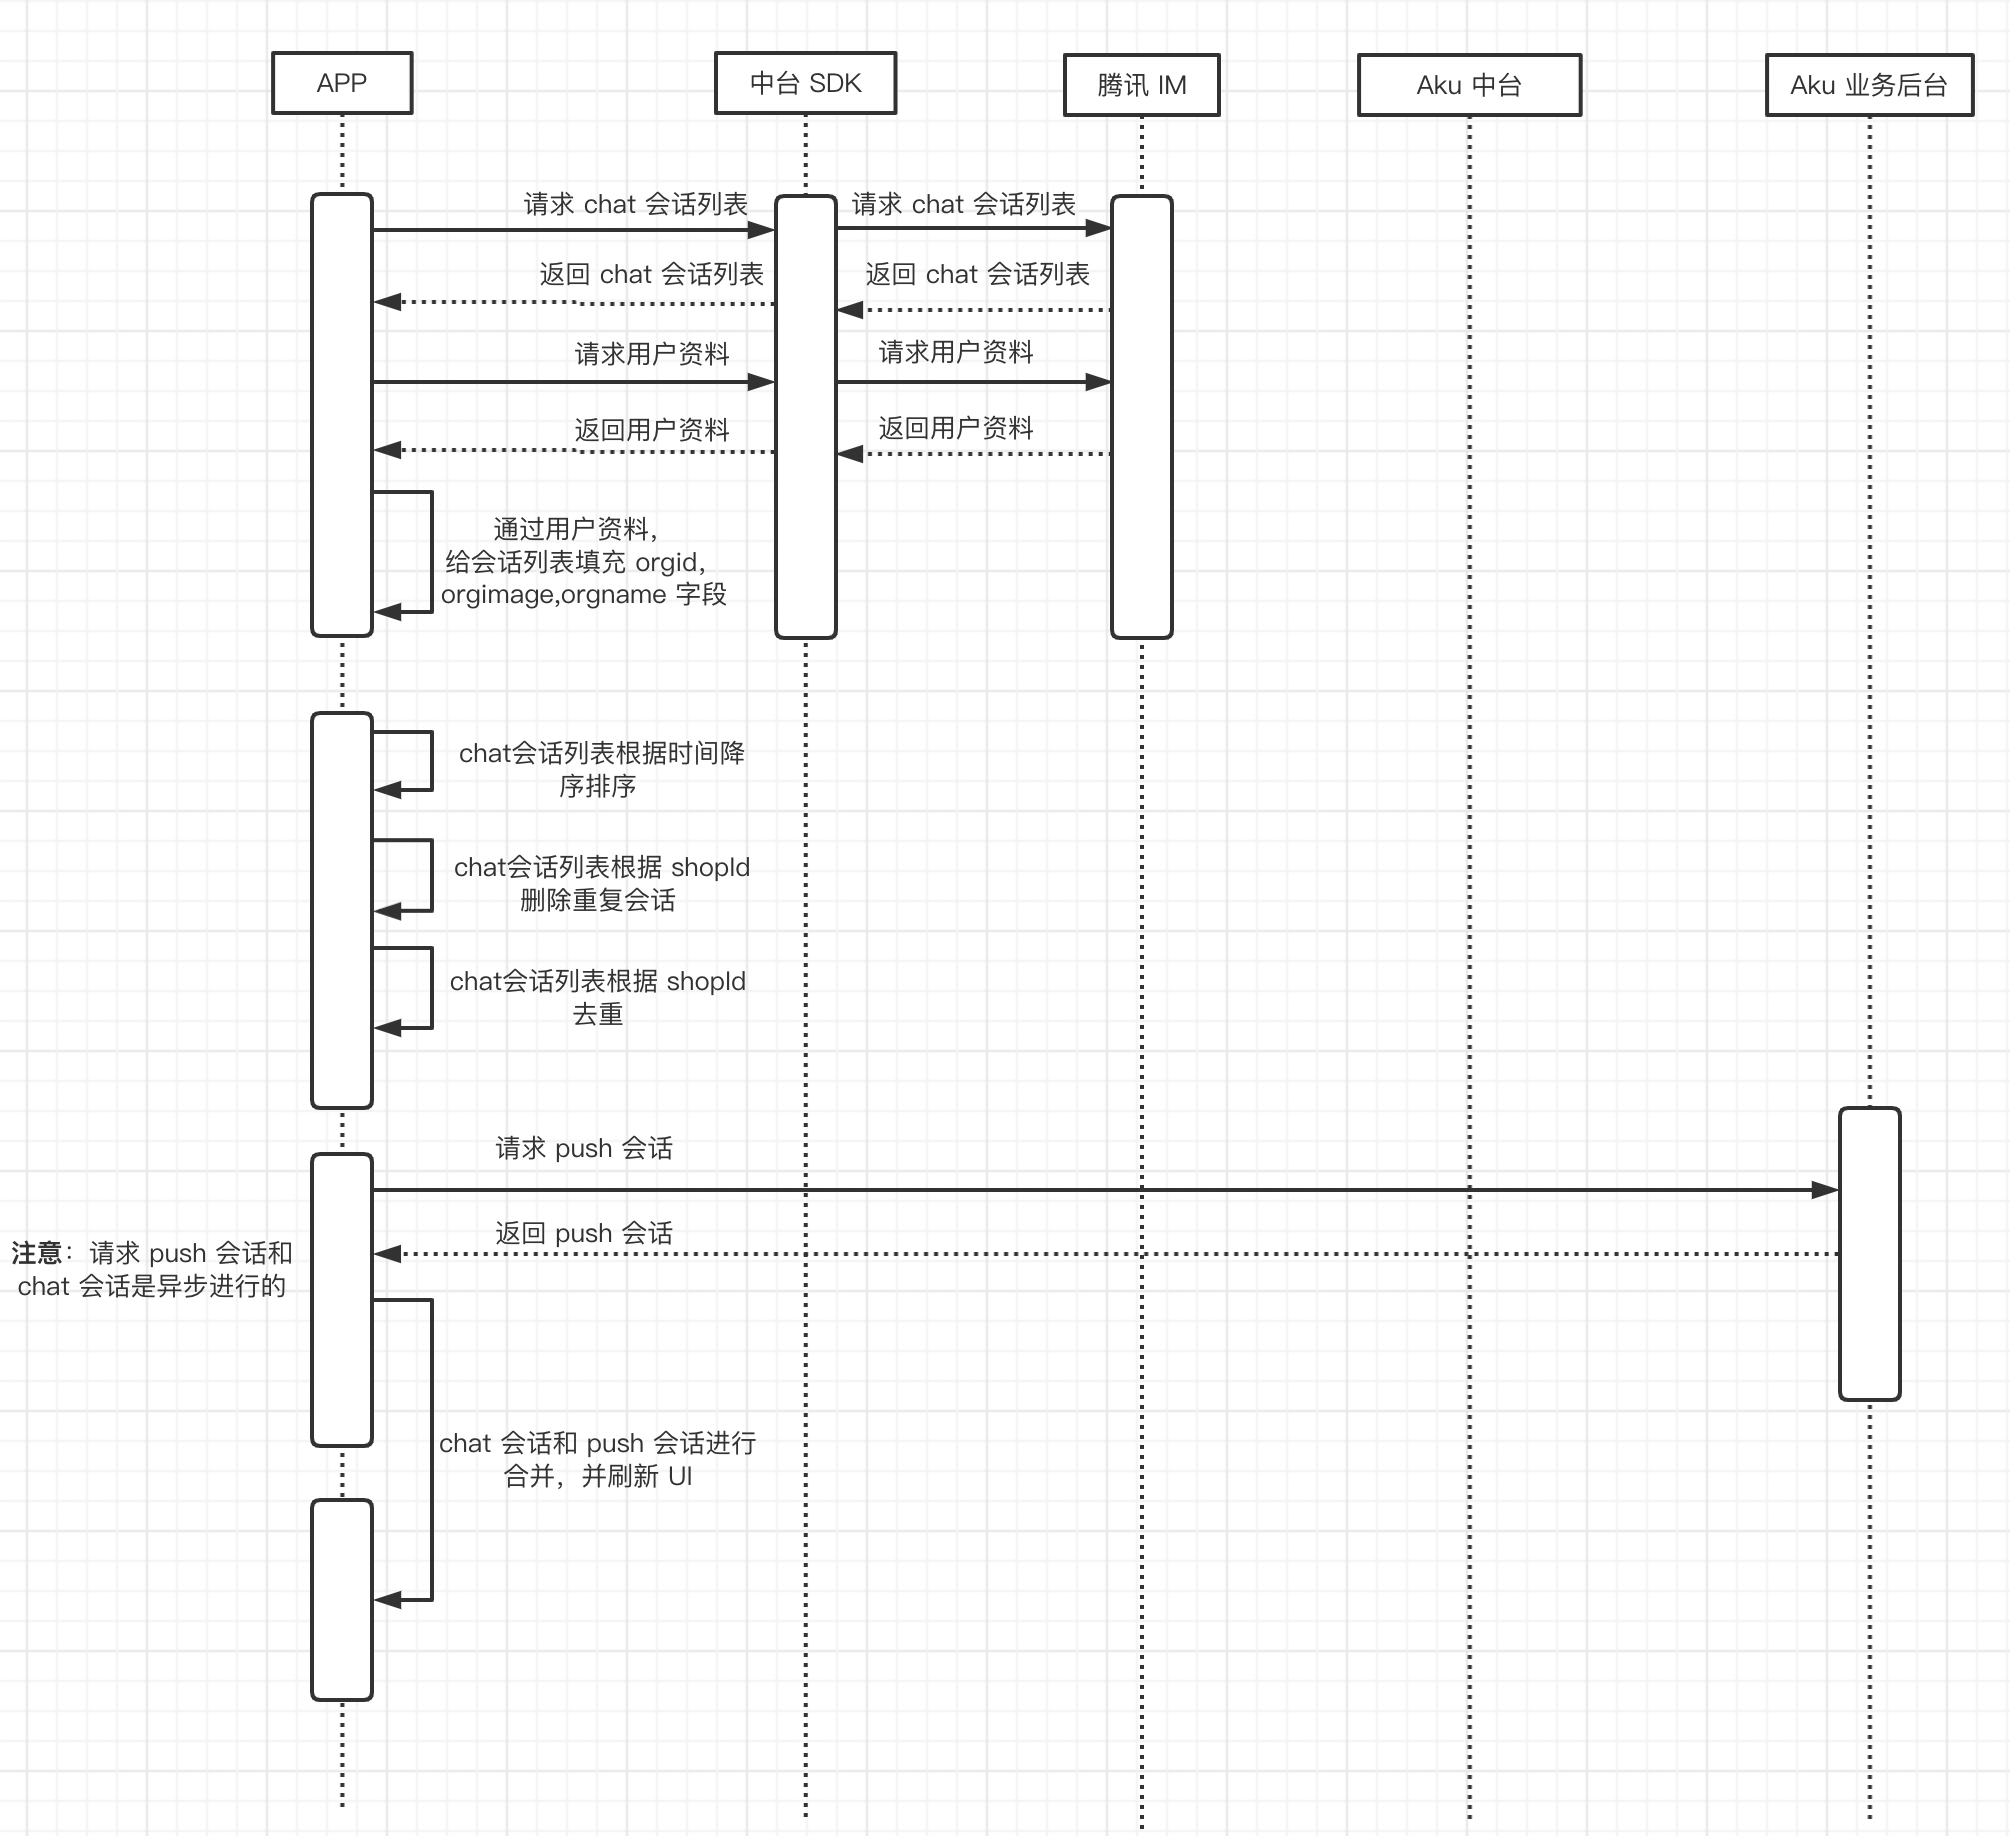 APP
中台 SDK
腾讯 IM
Aku 中台
Aku 业务后台
请求 chat 会话列表
请求 chat 会话列表
返回 chat 会话列表
返回 chat 会话列表
请求用户资料
请求用户资料
返回用户资料
返回用户资料
通过用户资料，
给会话列表填充 orgid，
orgimage,orgname 字段
chat会话列表根据时间降
序排序
chat会话列表根据 shopId
删除重复会话
chat会话列表根据 shopId
去重
请求 push 会话
返回 push 会话
注意：请求 push 会话和
chat 会话是异步进行的
chat 会话和 push 会话进行
合并，并刷新 UI